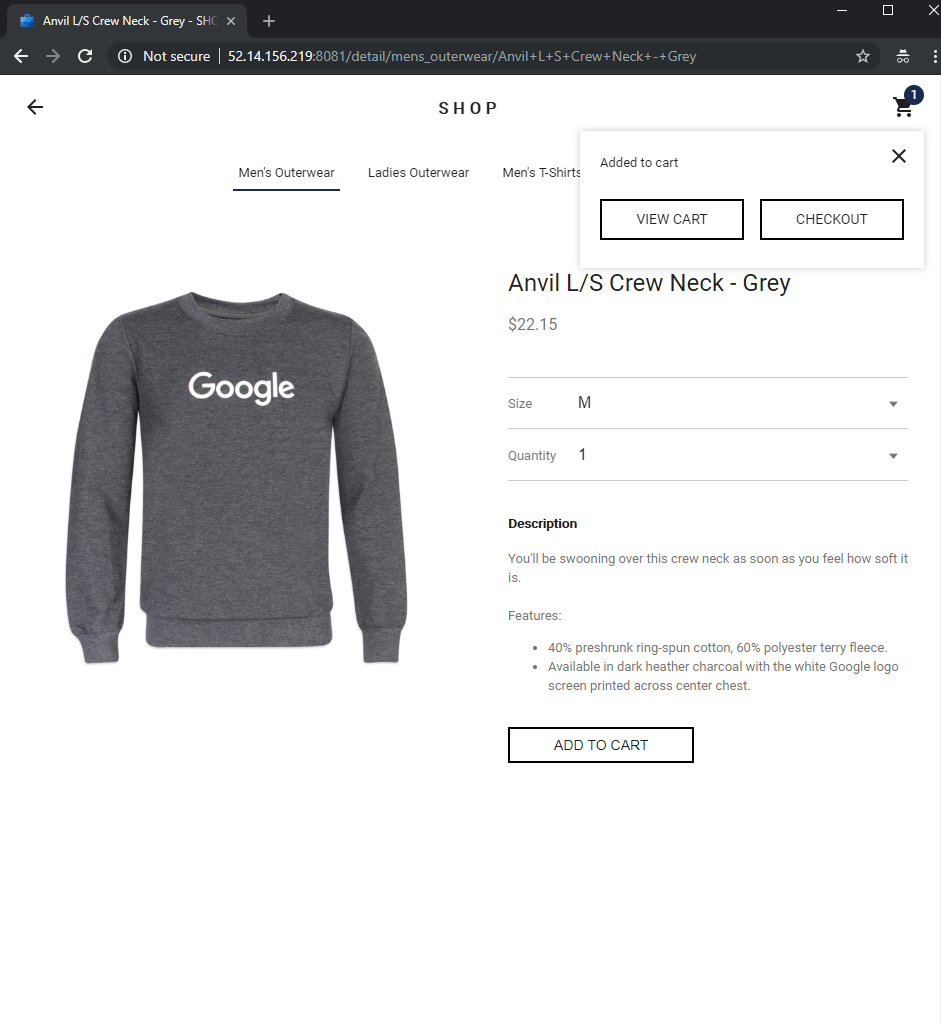 Anvil L/S Crew Neck - Grey - SHO
Not secure | 52.14.156.219:8081/detail/mens_outerwear/Anvil+L+S+Crew+Neck+-+Grey
SHOP
1
Added to cart
Men's Outerwear Ladies Outerwear Men's T-Shirts
VIEW CART CHECKOUT
Anvil L/S Crew Neck - Grey
$22.15
Google
Size M
Quantity 1
Description
You'll be swooning over this crew neck as soon as you feel how soft it
is.
Features:
• 40% preshrunk ring-spun cotton, 60% polyester terry fleece.
• Available in dark heather charcoal with the white Google logo
screen printed across center chest.
ADD TO CART